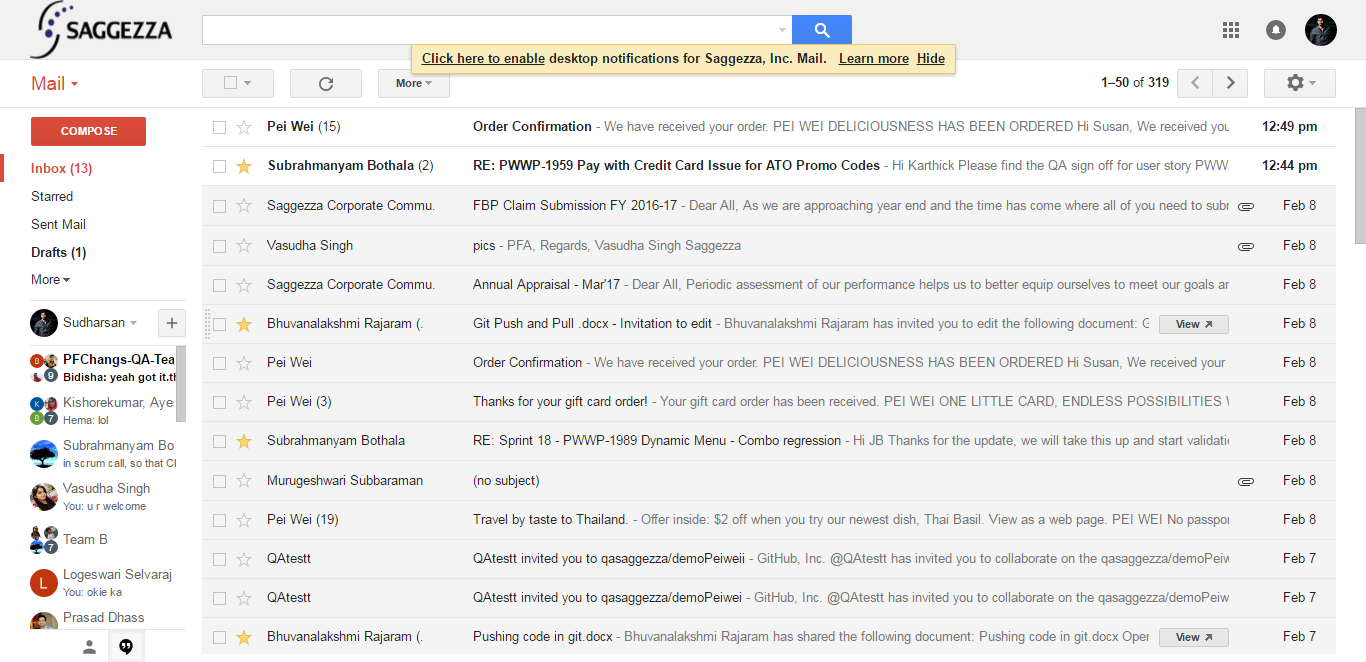 SAGGEZZA
Click here to enable desktop notifications for Saggezza, Inc. Mail. Learn more Hide
Mail
More
1–50 of 319
COMPOSE
Inbox (13)
Starred
Sent Mail
Drafts (1)
More
Sudharsan
PFChangs-QA-Tea
Bidisha: yeah got it.th
9
Kishorekumar, Aye
Hema: lol
K
D
7
Subrahmanyam Bo
in scrum call, so that Cl
Vasudha Singh
You: u r welcome
Team B
7
Logeswari Selvaraj
You: okie ka
L
Prasad Dhass
Pei Wei (15) Order Confirmation - We have received your order. PEI WEI DELICIOUSNESS HAS BEEN ORDERED Hi Susan, We received you 12:49 pm
Subrahmanyam Bothala (2) RE: PWWP-1959 Pay with Credit Card Issue for ATO Promo Codes - Hi Karthick Please find the QA sign off for user story PWW 12:44 pm
Saggezza Corporate Commu. FBP Claim Submission FY 2016-17 - Dear All, As we are approaching year end and the time has come where all of you need to subr Feb 8
Vasudha Singh pics - PFA, Regards, Vasudha Singh Saggezza Feb 8
Saggezza Corporate Commu. Annual Appraisal - Mar'17 - Dear All, Periodic assessment of our performance helps us to better equip ourselves to meet our goals ar Feb 8
Bhuvanalakshmi Rajaram (. Git Push and Pull .docx - Invitation to edit - Bhuvanalakshmi Rajaram has invited you to edit the following document: G View Feb 8
Pei Wei Order Confirmation - We have received your order. PEI WEI DELICIOUSNESS HAS BEEN ORDERED Hi Susan, We received your Feb 8
Pei Wei (3) Thanks for your gift card order! - Your gift card order has been received. PEI WEI ONE LITTLE CARD, ENDLESS POSSIBILITIES Feb 8
Subrahmanyam Bothala RE: Sprint 18 - PWWP-1989 Dynamic Menu - Combo regression - Hi JB Thanks for the update, we will take this up and start validati Feb 8
Murugeshwari Subbaraman (no subject) Feb 8
Pei Wei (19) Travel by taste to Thailand. - Offer inside: $2 off when you try our newest dish, Thai Basil. View as a web page. PEI WEI No passpor Feb 8
QAtestt QAtestt invited you to qasaggezza/demoPeiweii - GitHub, Inc. @QAtestt has invited you to collaborate on the qasaggezza/demoPeiw Feb 7
QAtestt QAtestt invited you to qasaggezza/demoPeiwei - GitHub, Inc. @QAtestt has invited you to collaborate on the qasaggezza/demoPeiw Feb 7
Bhuvanalakshmi Rajaram (. Pushing code in git.docx - Bhuvanalakshmi Rajaram has shared the following document: Pushing code in git.docx Oper View Feb 7